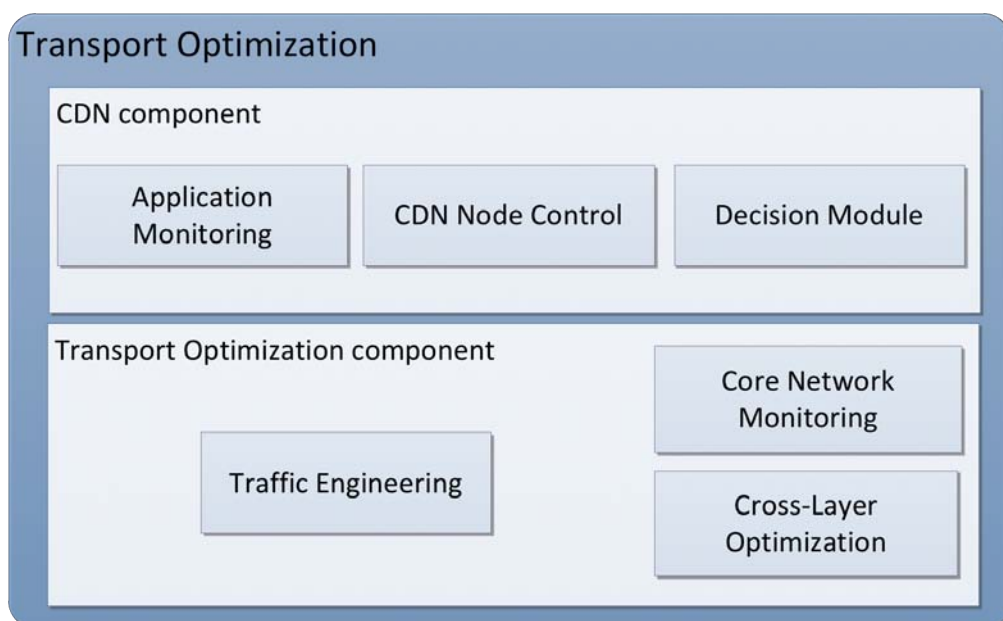 Transport Optimization
CDN component
Application
Monitoring
CDN Node Control
Decision Module
Transport Optimization component
Core Network
Monitoring
Traffic Engineering
Cross-Layer
Optimization